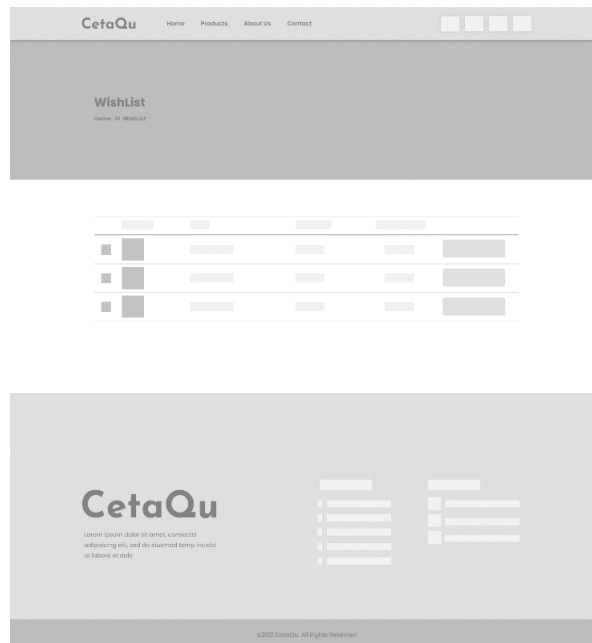 CetaQu
Home Products About Us Contact
WishList
Home » WishList
CetaQu
Lorem ipsum dolor sit amet, consectet
adipisicing elit, sed do eiusmod temp incidid
ut labore et dolo
©2021 CetaQu. All Rights Reserved